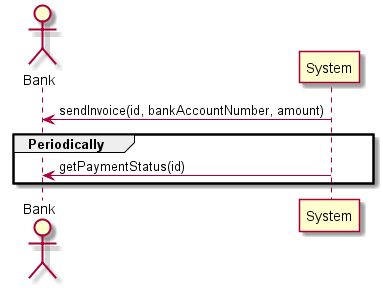 Bank
System
sendInvoice(id, bankAccountNumber, amount)
Periodically
getPaymentStatus(id)
Bank
System